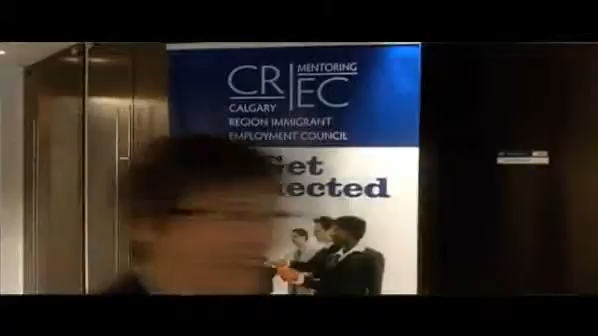 CR EC
MENTORING
CALGARY
REGION IMMIGRANT
EMPLOYMENT COUNCIL
Get
nected